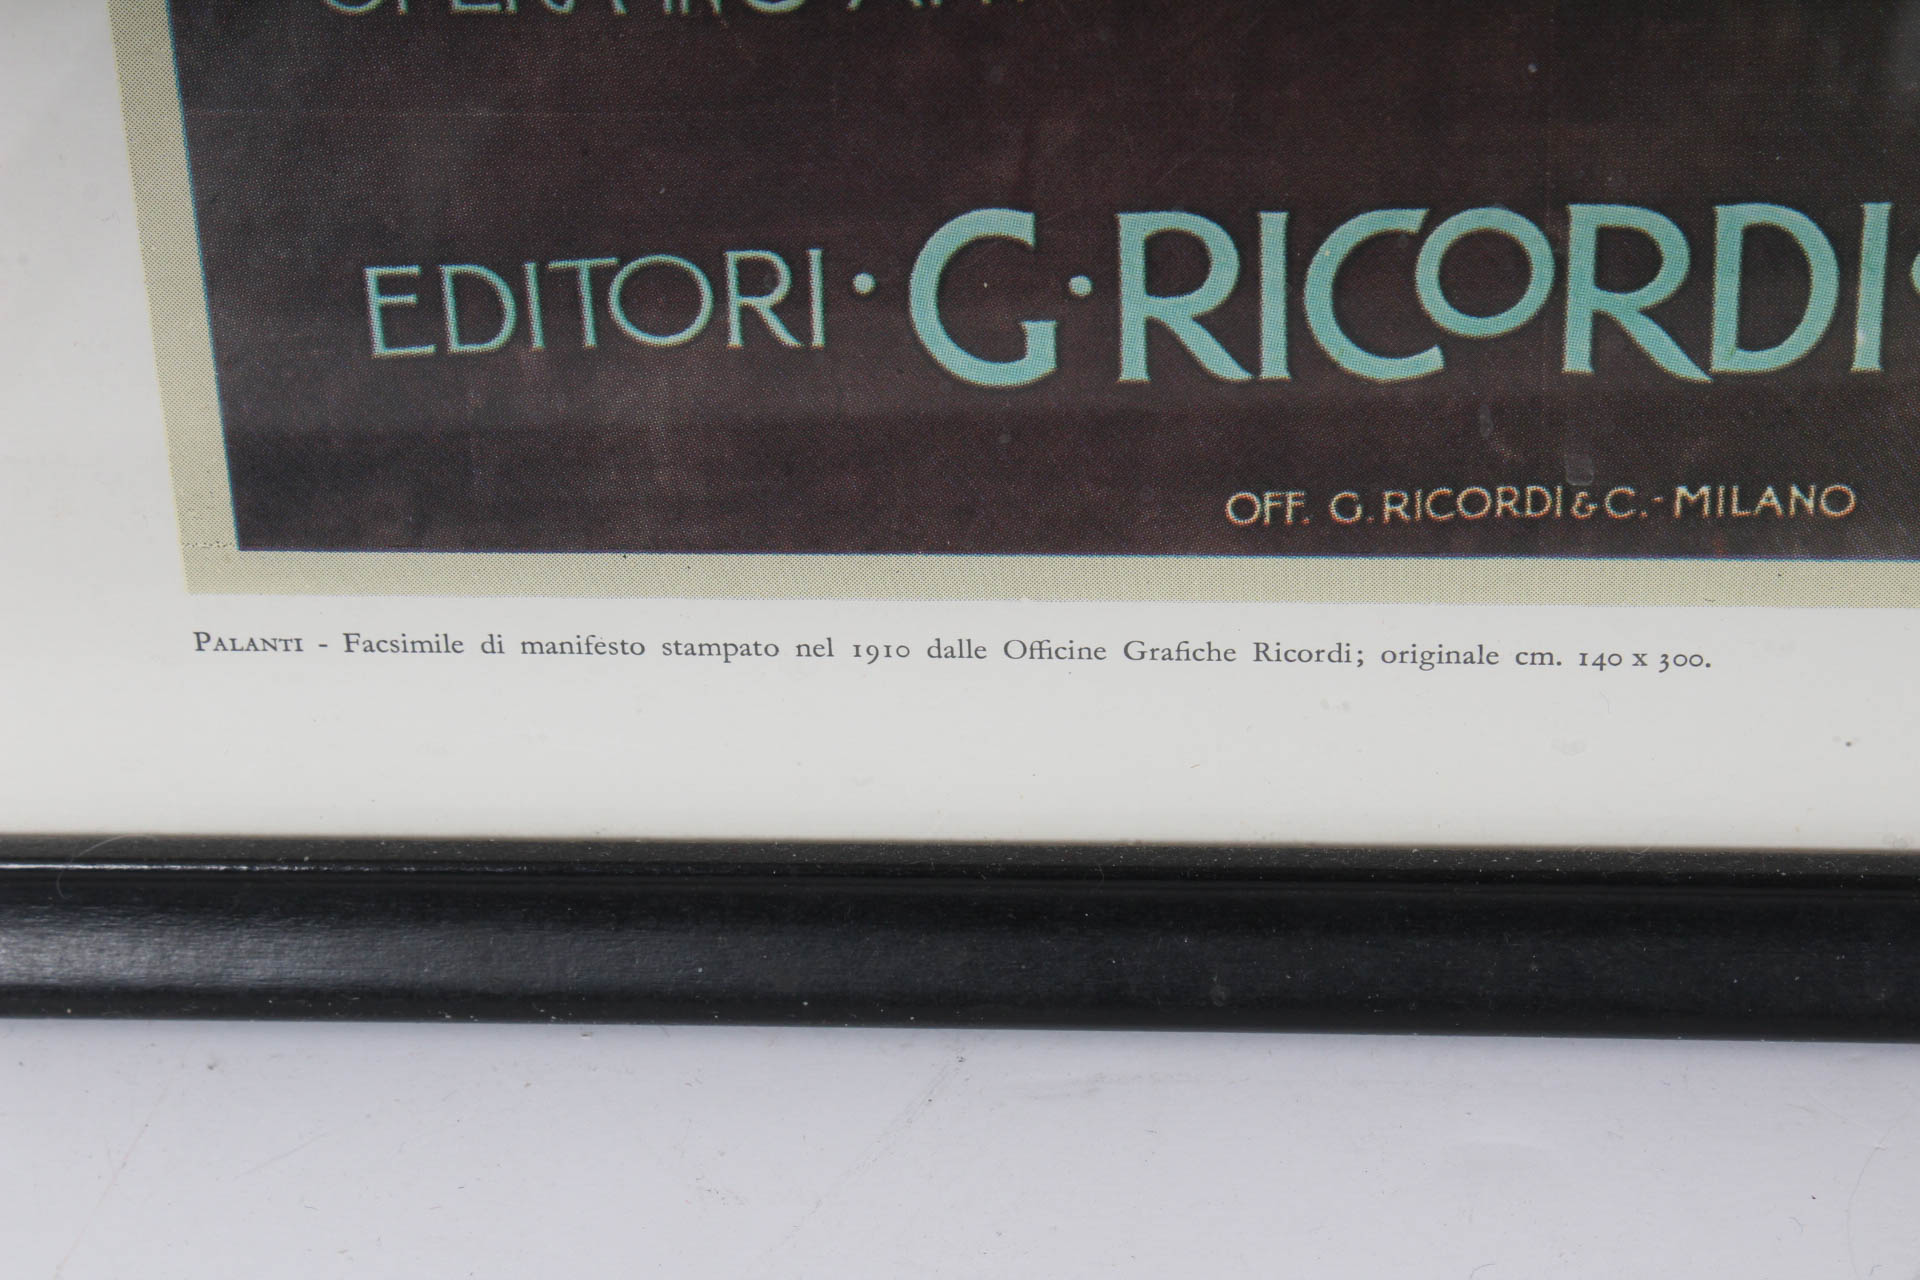 EDITORI · G · RICORDI ·
OFF. G. RICORDI & C. - MILANO
PALANTI - Facsimile di manifesto stampato nel 1910 dalle Officine Grafiche Ricordi; originale cm. 140 x 300.